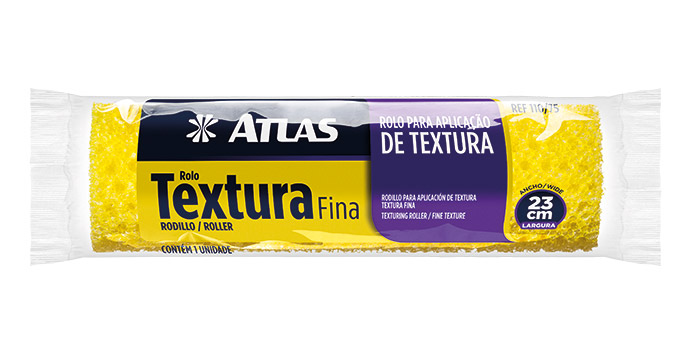 ATLAS
Rolo
Textura Fina
RODILLO / ROLLER
CONTÉM 1 UNIDADE
ROLO PARA APLICAÇÃO
DE TEXTURA
RODILLO PARA APLICACIÓN DE TEXTURA
TEXTURA FINA
TEXTURING ROLLER / FINE TEXTURE
REF 110/75
ANCHO / WIDE
23
cm
LARGURA